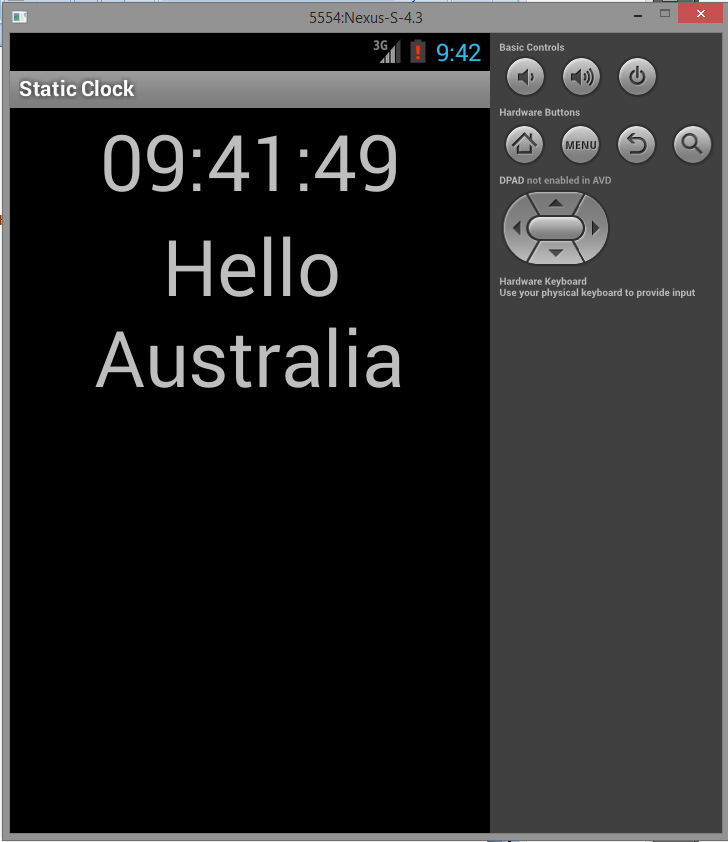 5554:Nexus-S-4.3
3G 9:42
Static Clock
09:41:49
Hello
Australia
Basic Controls
Hardware Buttons
MENU
DPAD not enabled in AVD
Hardware Keyboard
Use your physical keyboard to provide input